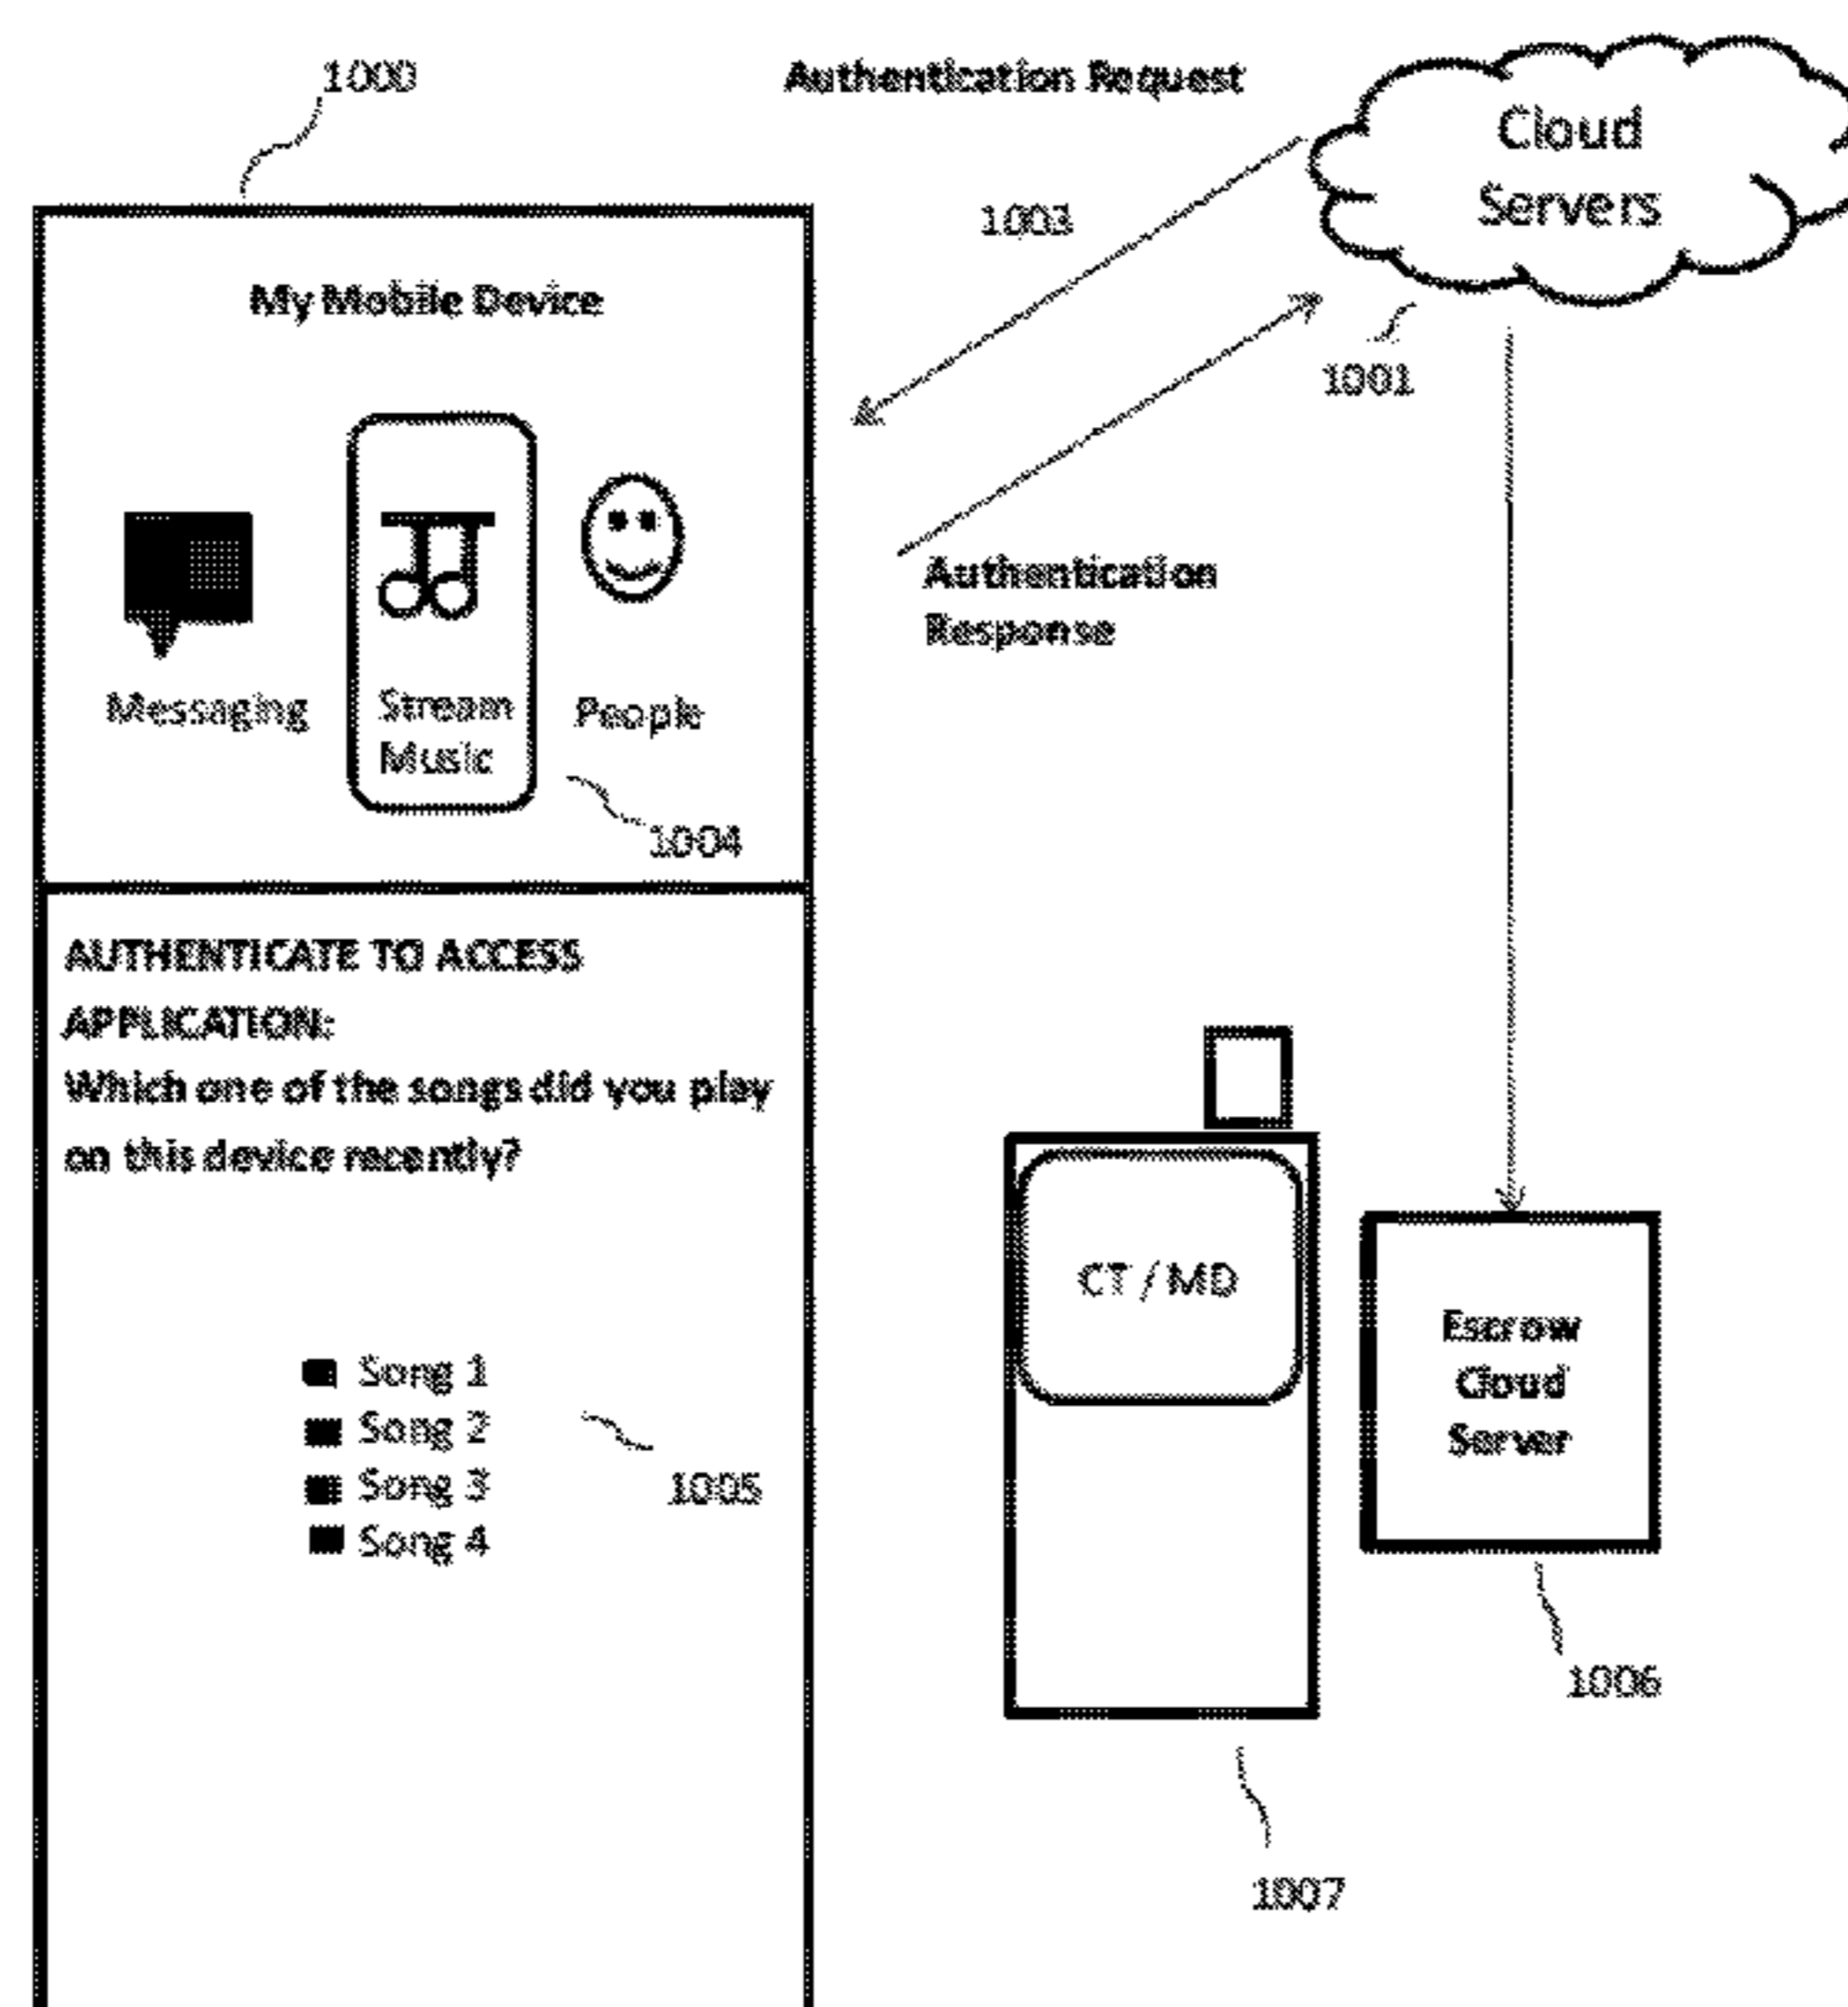 1000
Authentication Request
Cloud
Servers
1003
My Mobile Device
1001
Authentication
Response
Messaging
Stream
Music
People
1004
AUTHENTICATE TO ACCESS
APPLICATION:
Which one of the songs did you play
on this device recently?
CT / MD
Escrow
Cloud
Server
Song 1
Song 2
Song 3
Song 4
1005
1006
1007